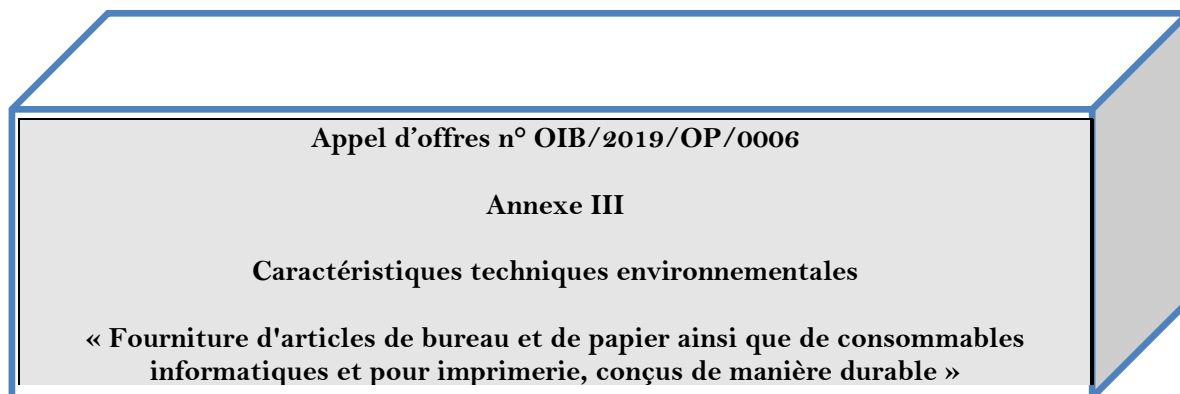 Appel d’offres n° OIB/2019/OP/0006
Annexe III
Caractéristiques techniques environnementales
« Fourniture d'articles de bureau et de papier ainsi que de consommables
informatiques et pour imprimerie, conçus de manière durable »